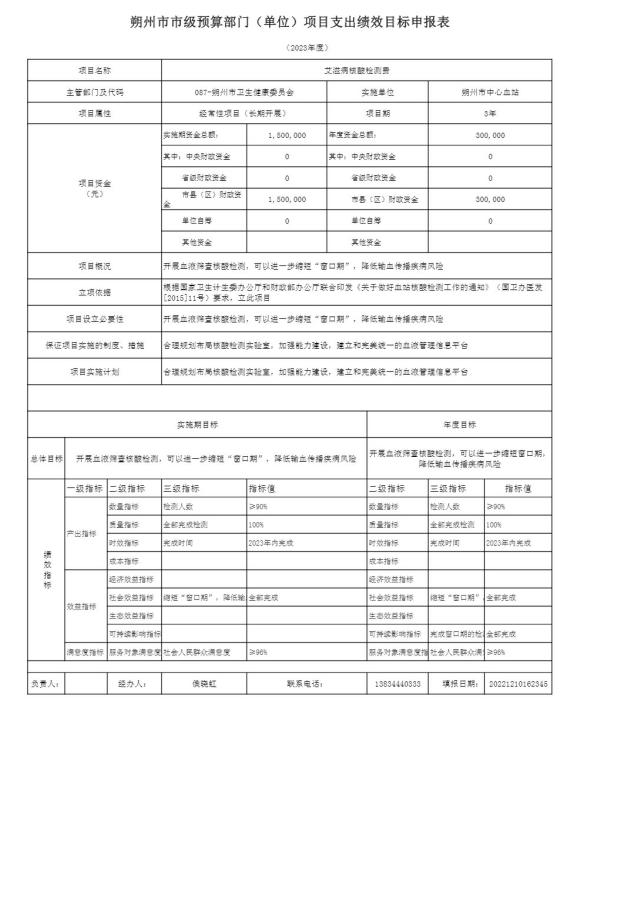 朔州市市级预算部门（单位）项目支出绩效目标申报表
（2023年度）
项目名称 艾滋病核酸检测费
主管部门及代码 087-朔州市卫生健康委员会 实施单位 朔州市中心血站
项目属性 经常性项目（长期开展） 项目期 3年
项目资金
（元）
实施期资金总额： 1,500,000 年度资金总额： 300,000
其中：中央财政资金 0 其中：中央财政资金 0
省级财政资金 0 省级财政资金 0
市县（区）财政资金 1,500,000 市县（区）财政资金 300,000
单位自筹 0 单位自筹 0
其他资金 其他资金
项目概况 开展血液筛查核酸检测，可以进一步缩短“窗口期”，降低输血传播疾病风险
立项依据 根据国家卫生计生委办公厅和财政部办公厅联合印发《关于做好血站核酸检测工作的通知》（国卫办医发
[2015]11号）要求，立此项目
项目设立必要性 开展血液筛查核酸检测，可以进一步缩短“窗口期”，降低输血传播疾病风险
保证项目实施的制度、措施 合理规划布局核酸检测实验室，加强能力建设，建立和完美统一的血液管理信息平台
项目实施计划 合理规划布局核酸检测实验室，加强能力建设，建立和完美统一的血液管理信息平台
实施期目标 年度目标
总体目标 开展血液筛查核酸检测，可以进一步缩短“窗口期”，降低输血传播疾病风险 开展血液筛查核酸检测，可以进一步缩短“窗口期，
降低输血传播疾病风险
绩效指标
一级指标 二级指标 三级指标 指标值 二级指标 三级指标 指标值
产出指标
数量指标 检测人数 ≥90% 数量指标 检测人数 ≥90%
质量指标 全部完成检测 100% 质量指标 全部完成检测 100%
时效指标 完成时间 2023年内完成 时效指标 完成时间 2023年内完成
成本指标 成本指标
效益指标
经济效益指标 经济效益指标
社会效益指标 缩短“窗口期”，降低输 全部完成 社会效益指标 缩短“窗口期” 全部完成
生态效益指标 生态效益指标
可持续影响指标 可持续影响指标 完成窗口期的检 全部完成
满意度指标 服务对象满意度 社会人民群众满意度 ≥96% 服务对象满意度指 社会人民群众满 ≥96%
负责人： 经办人： 侯晓虹 联系电话： 13834440333 填报日期： 20221210162345